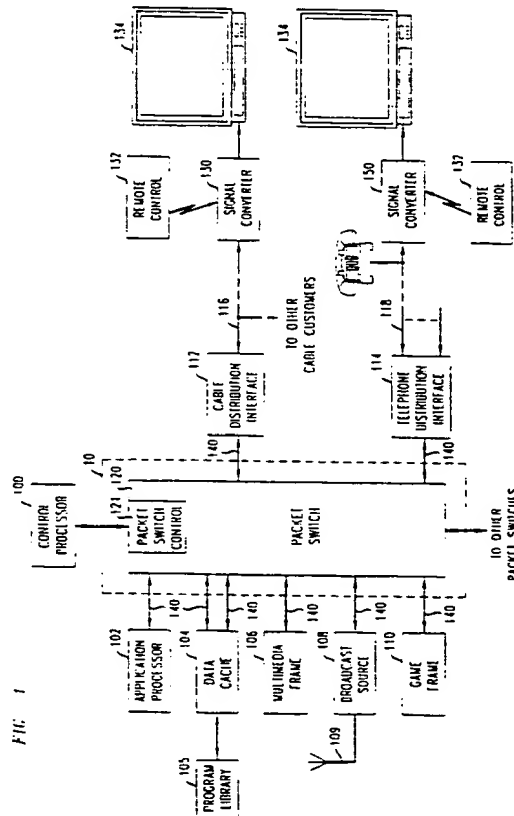 FIG. 1
100
CONTROL
PROCESSOR
10
121
120
PACKET
SWITCH
CONTROL
PACKET
SWITCH
TO OTHER
PACKET SWITCHES
102
APPLICATION
PROCESSOR
140
105
PROGRAM
LIBRARY
104
DATA
CACHE
140
140
106
MULTIMEDIA
FRAME
140
109
108
BROADCAST
SOURCE
140
110
GAME
FRAME
140
140
112
CABLE
DISTRIBUTION
INTERFACE
116
TO OTHER
CABLE CUSTOMERS
132
REMOTE
CONTROL
130
SIGNAL
CONVERTER
134
140
114
TELEPHONE
DISTRIBUTION
INTERFACE
118
150
SIGNAL
CONVERTER
132
REMOTE
CONTROL
134